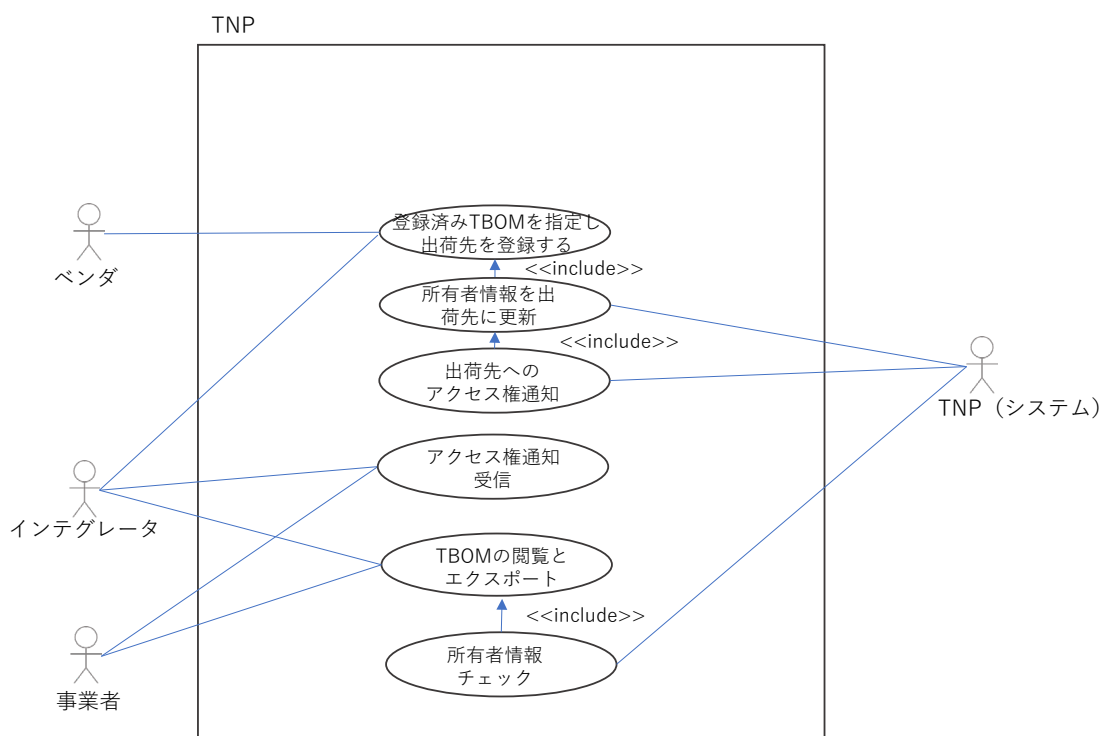 TNP
登録済みTBOMを指定し
出荷先を登録する
ベンダ
<<include>>
所有者情報を出
荷先に更新
<<include>>
出荷先への
アクセス権通知
TNP（システム）
アクセス権通知
受信
インテグレータ
TBOMの閲覧と
エクスポート
<<include>>
所有者情報
チェック
事業者